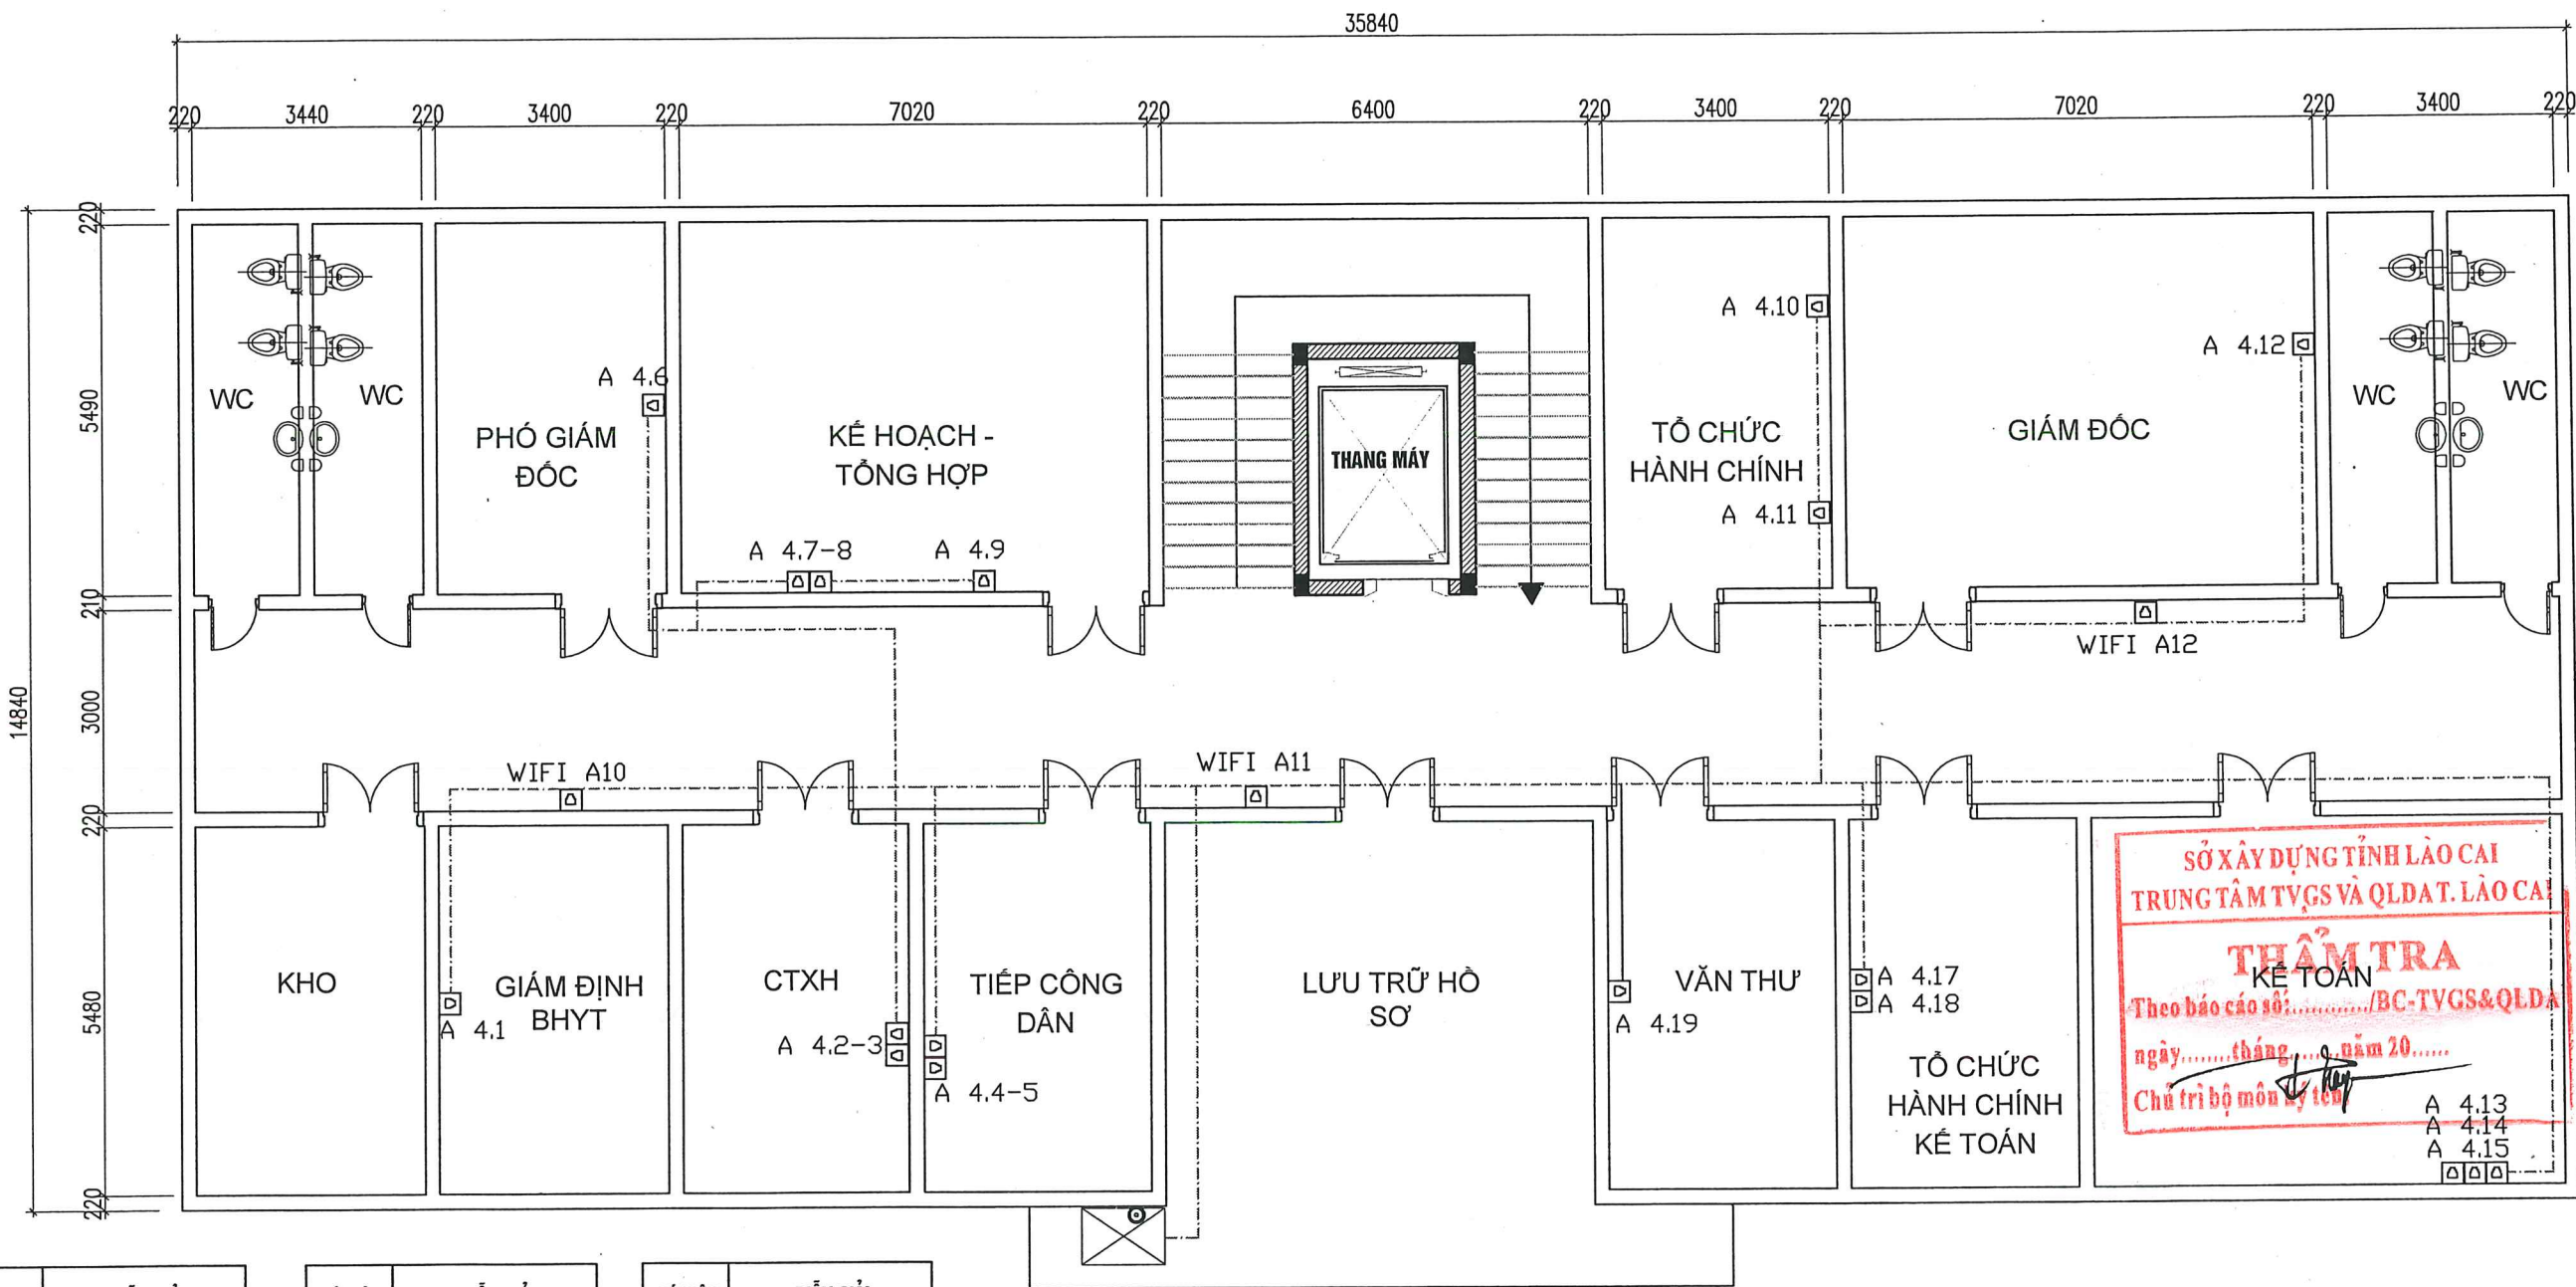 35840
220 3440 220 3400 220 7020 220 6400 220 3400 220 7020 220 3400 220
14840
220
5490
210
3000
220
5480
220
WC
WC
PHÓ GIÁM
ĐỐC
A 4.6
KẾ HOẠCH -
TỔNG HỢP
A 4.7-8
A 4.9
THANG MÁY
A 4.10
TỔ CHỨC
HÀNH CHÍNH
A 4.11
A 4.12
GIÁM ĐỐC
WC
WC
WIFI A12
WIFI A10
WIFI A11
KHO
GIÁM ĐỊNH
BHYT
A 4.1
CTXH
A 4.2-3
TIẾP CÔNG
DÂN
A 4.4-5
LƯU TRỮ HỒ
SƠ
VĂN THƯ
A 4.19
A 4.17
A 4.18
TỔ CHỨC
HÀNH CHÍNH
KẾ TOÁN
SỞ XÂY DỰNG TỈNH LÀO CAI
TRUNG TÂM TVGS VÀ QLDA T. LÀO CAI
THẨM TRA
KẾ TOÁN
Theo báo cáo số:............/BC-TVGS&QLDA
ngày........tháng.......năm 20......
Chủ trì bộ môn ký tên:
A 4.13
A 4.14
A 4.15